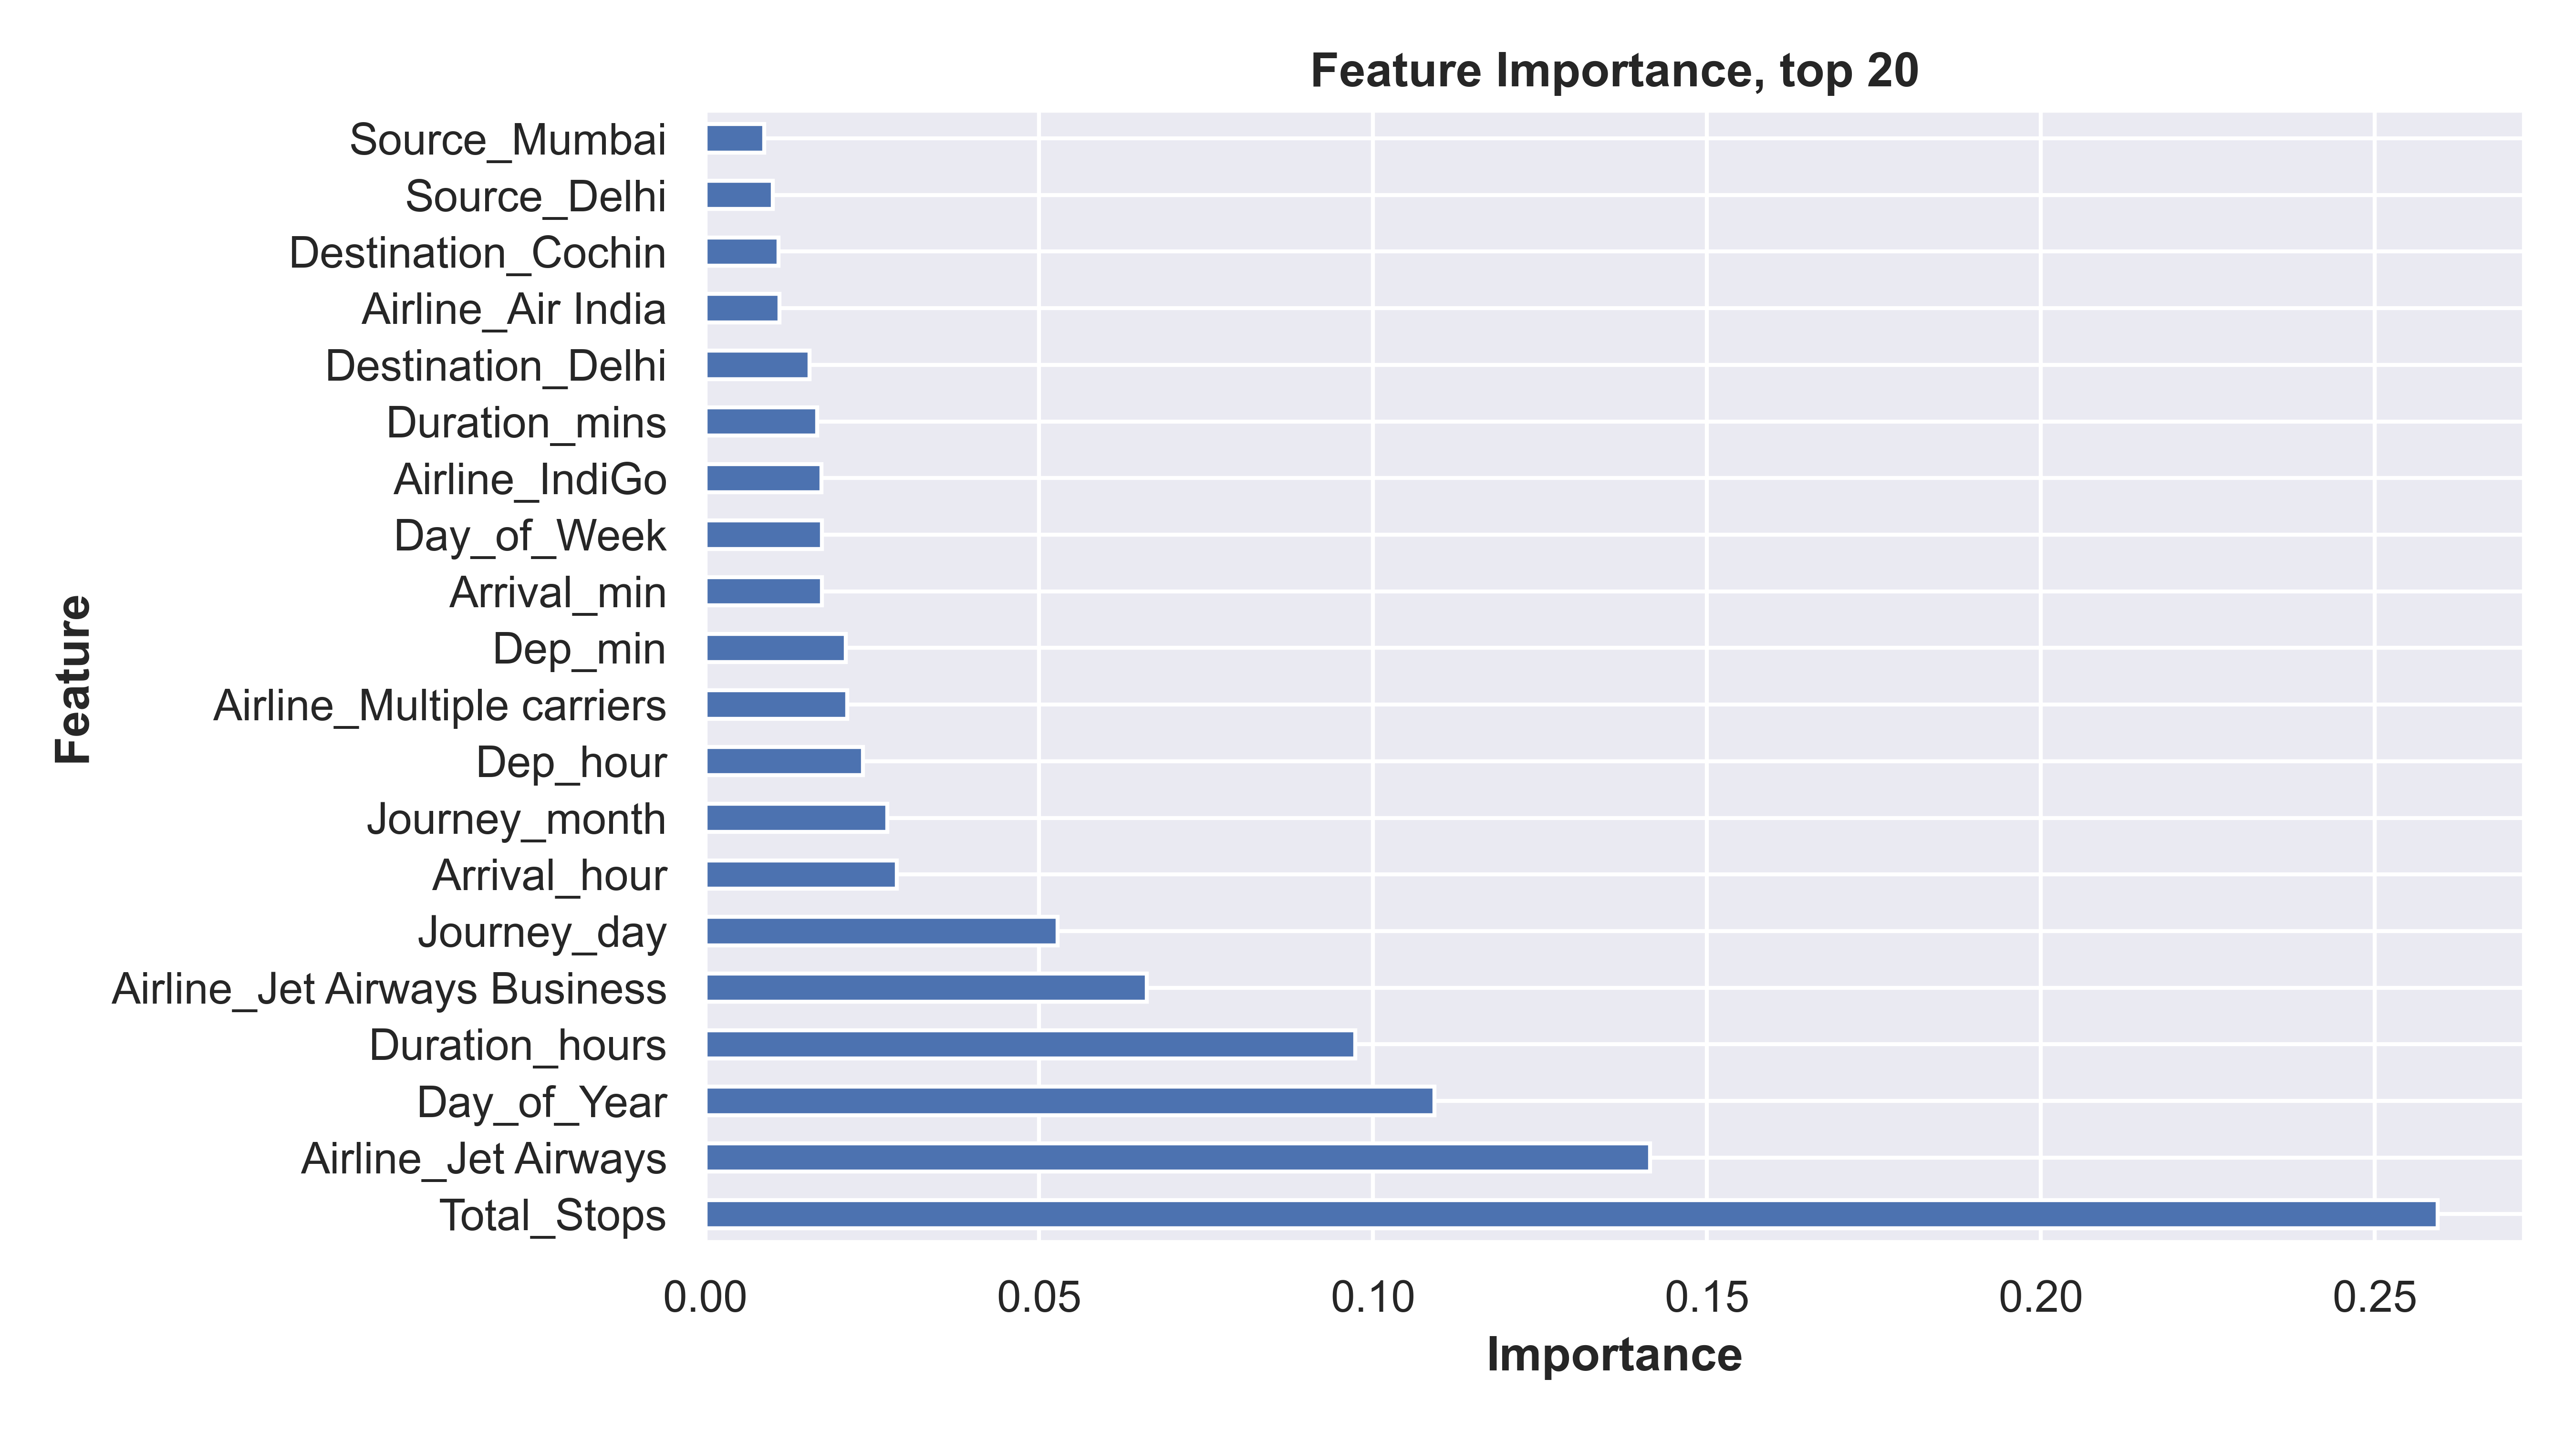 Feature Importance, top 20
Source_Mumbai
Source_Delhi
Destination_Cochin
Airline_Air India
Destination_Delhi
Duration_mins
Airline_IndiGo
Day_of_Week
Arrival_min
Dep_min
Airline_Multiple carriers
Dep_hour
Journey_month
Arrival_hour
Journey_day
Airline_Jet Airways Business
Duration_hours
Day_of_Year
Airline_Jet Airways
Total_Stops
Feature
0.00 0.05 0.10 0.15 0.20 0.25
Importance